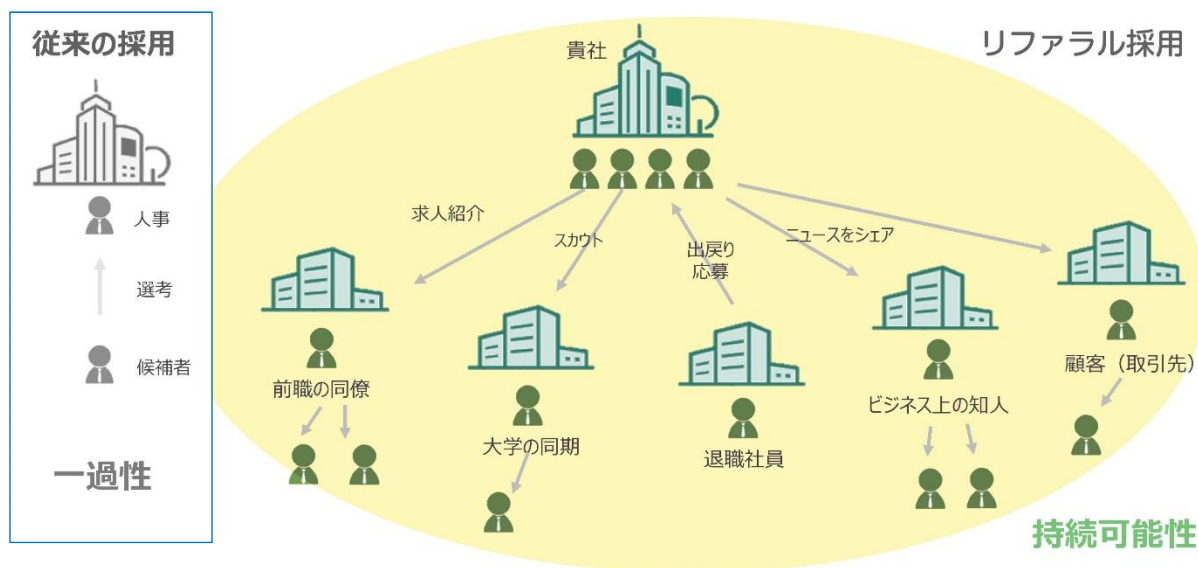 従来の採用
人事
選考
候補者
一過性
リファラル採用
貴社
求人紹介
スカウト
出戻り
応募
ニュースをシェア
前職の同僚
大学の同期
退職社員
ビジネス上の知人
顧客（取引先）
持続可能性